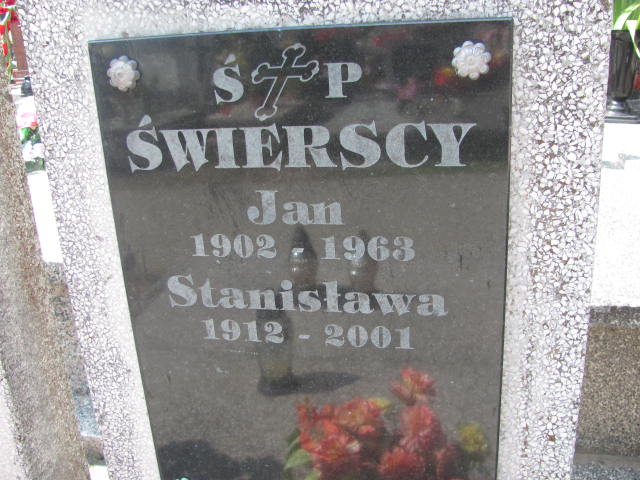 Ś P
ŚWIERSCY
Jan
1902 - 1963
Stanisława
1912 - 2001